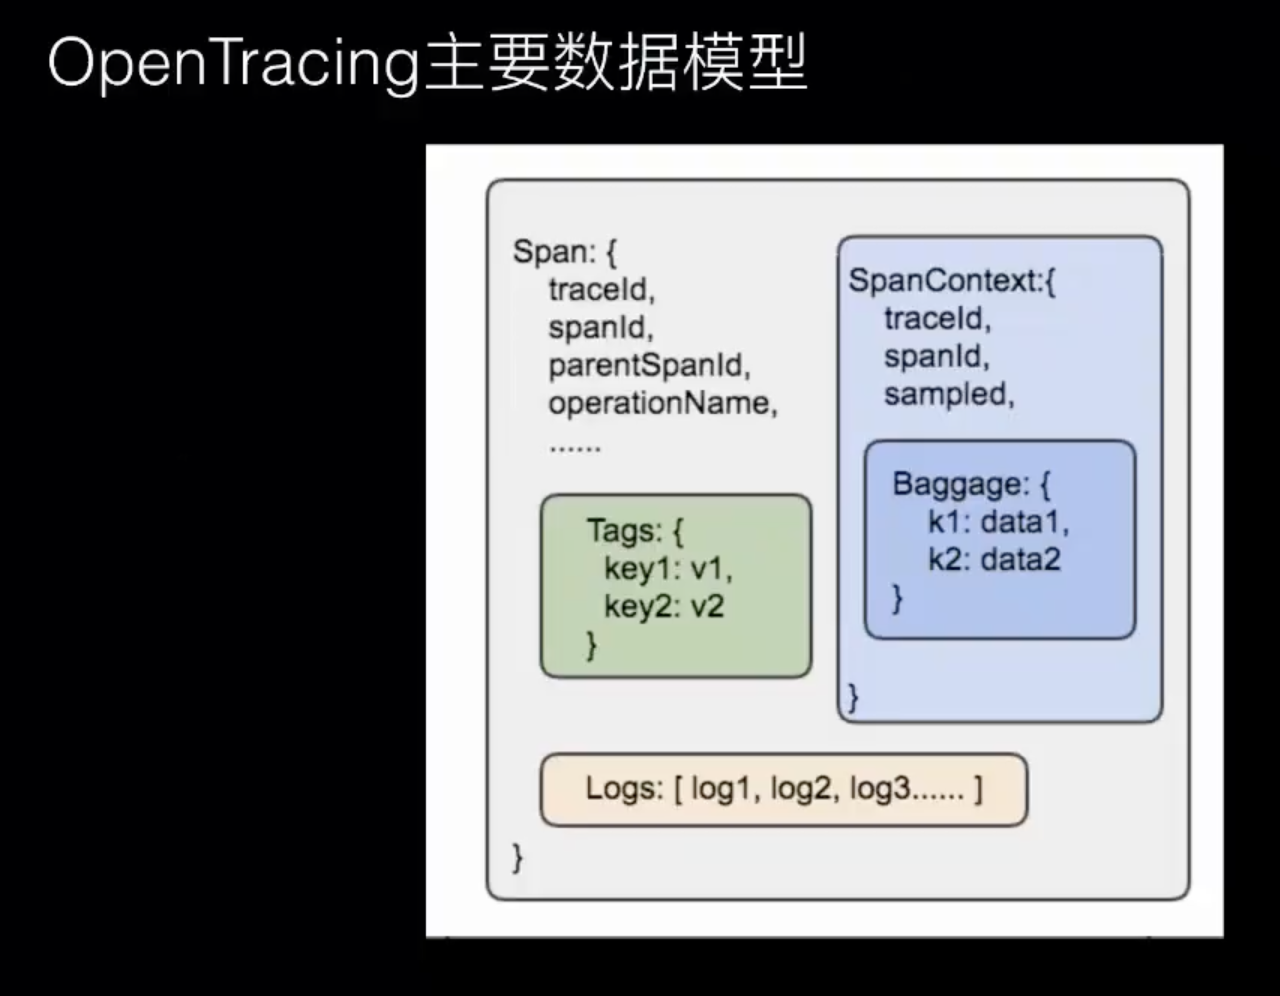 OpenTracing主要数据模型
Span: {
traceId,
spanId,
parentSpanId,
operationName,
......
Tags: {
key1: v1,
key2: v2
}
SpanContext:{
traceId,
spanId,
sampled,
Baggage: {
k1: data1,
k2: data2
}
}
Logs: [ log1, log2, log3...... ]
}